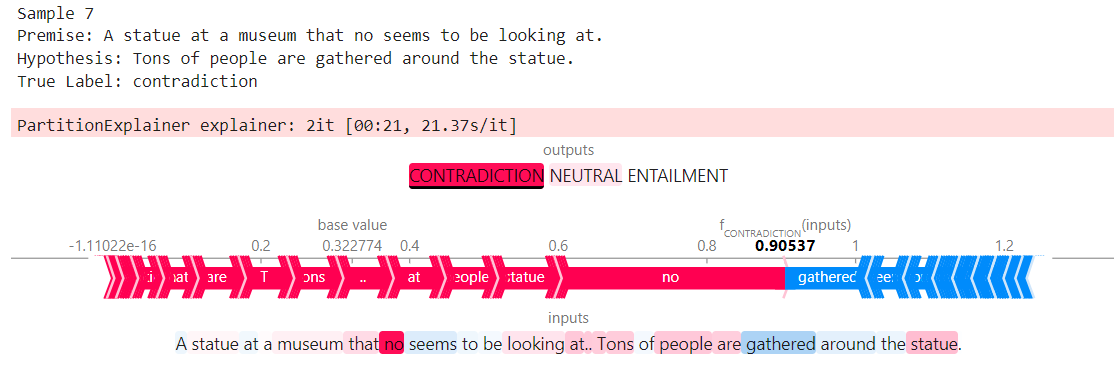 Sample 7
Premise: A statue at a museum that no seems to be looking at.
Hypothesis: Tons of people are gathered around the statue.
True Label: contradiction
PartitionExplainer explainer: 2it [00:21, 21.37s/it]
outputs
CONTRADICTION NEUTRAL ENTAILMENT
base value f CONTRADICTION (inputs)
-1.11022e-16 0.2 0.322774 0.4 0.6 0.8 0.90537 1 1.2
are T ons .. at eople statue no gathered
inputs
A statue at a museum that no seems to be looking at.. Tons of people are gathered around the statue.